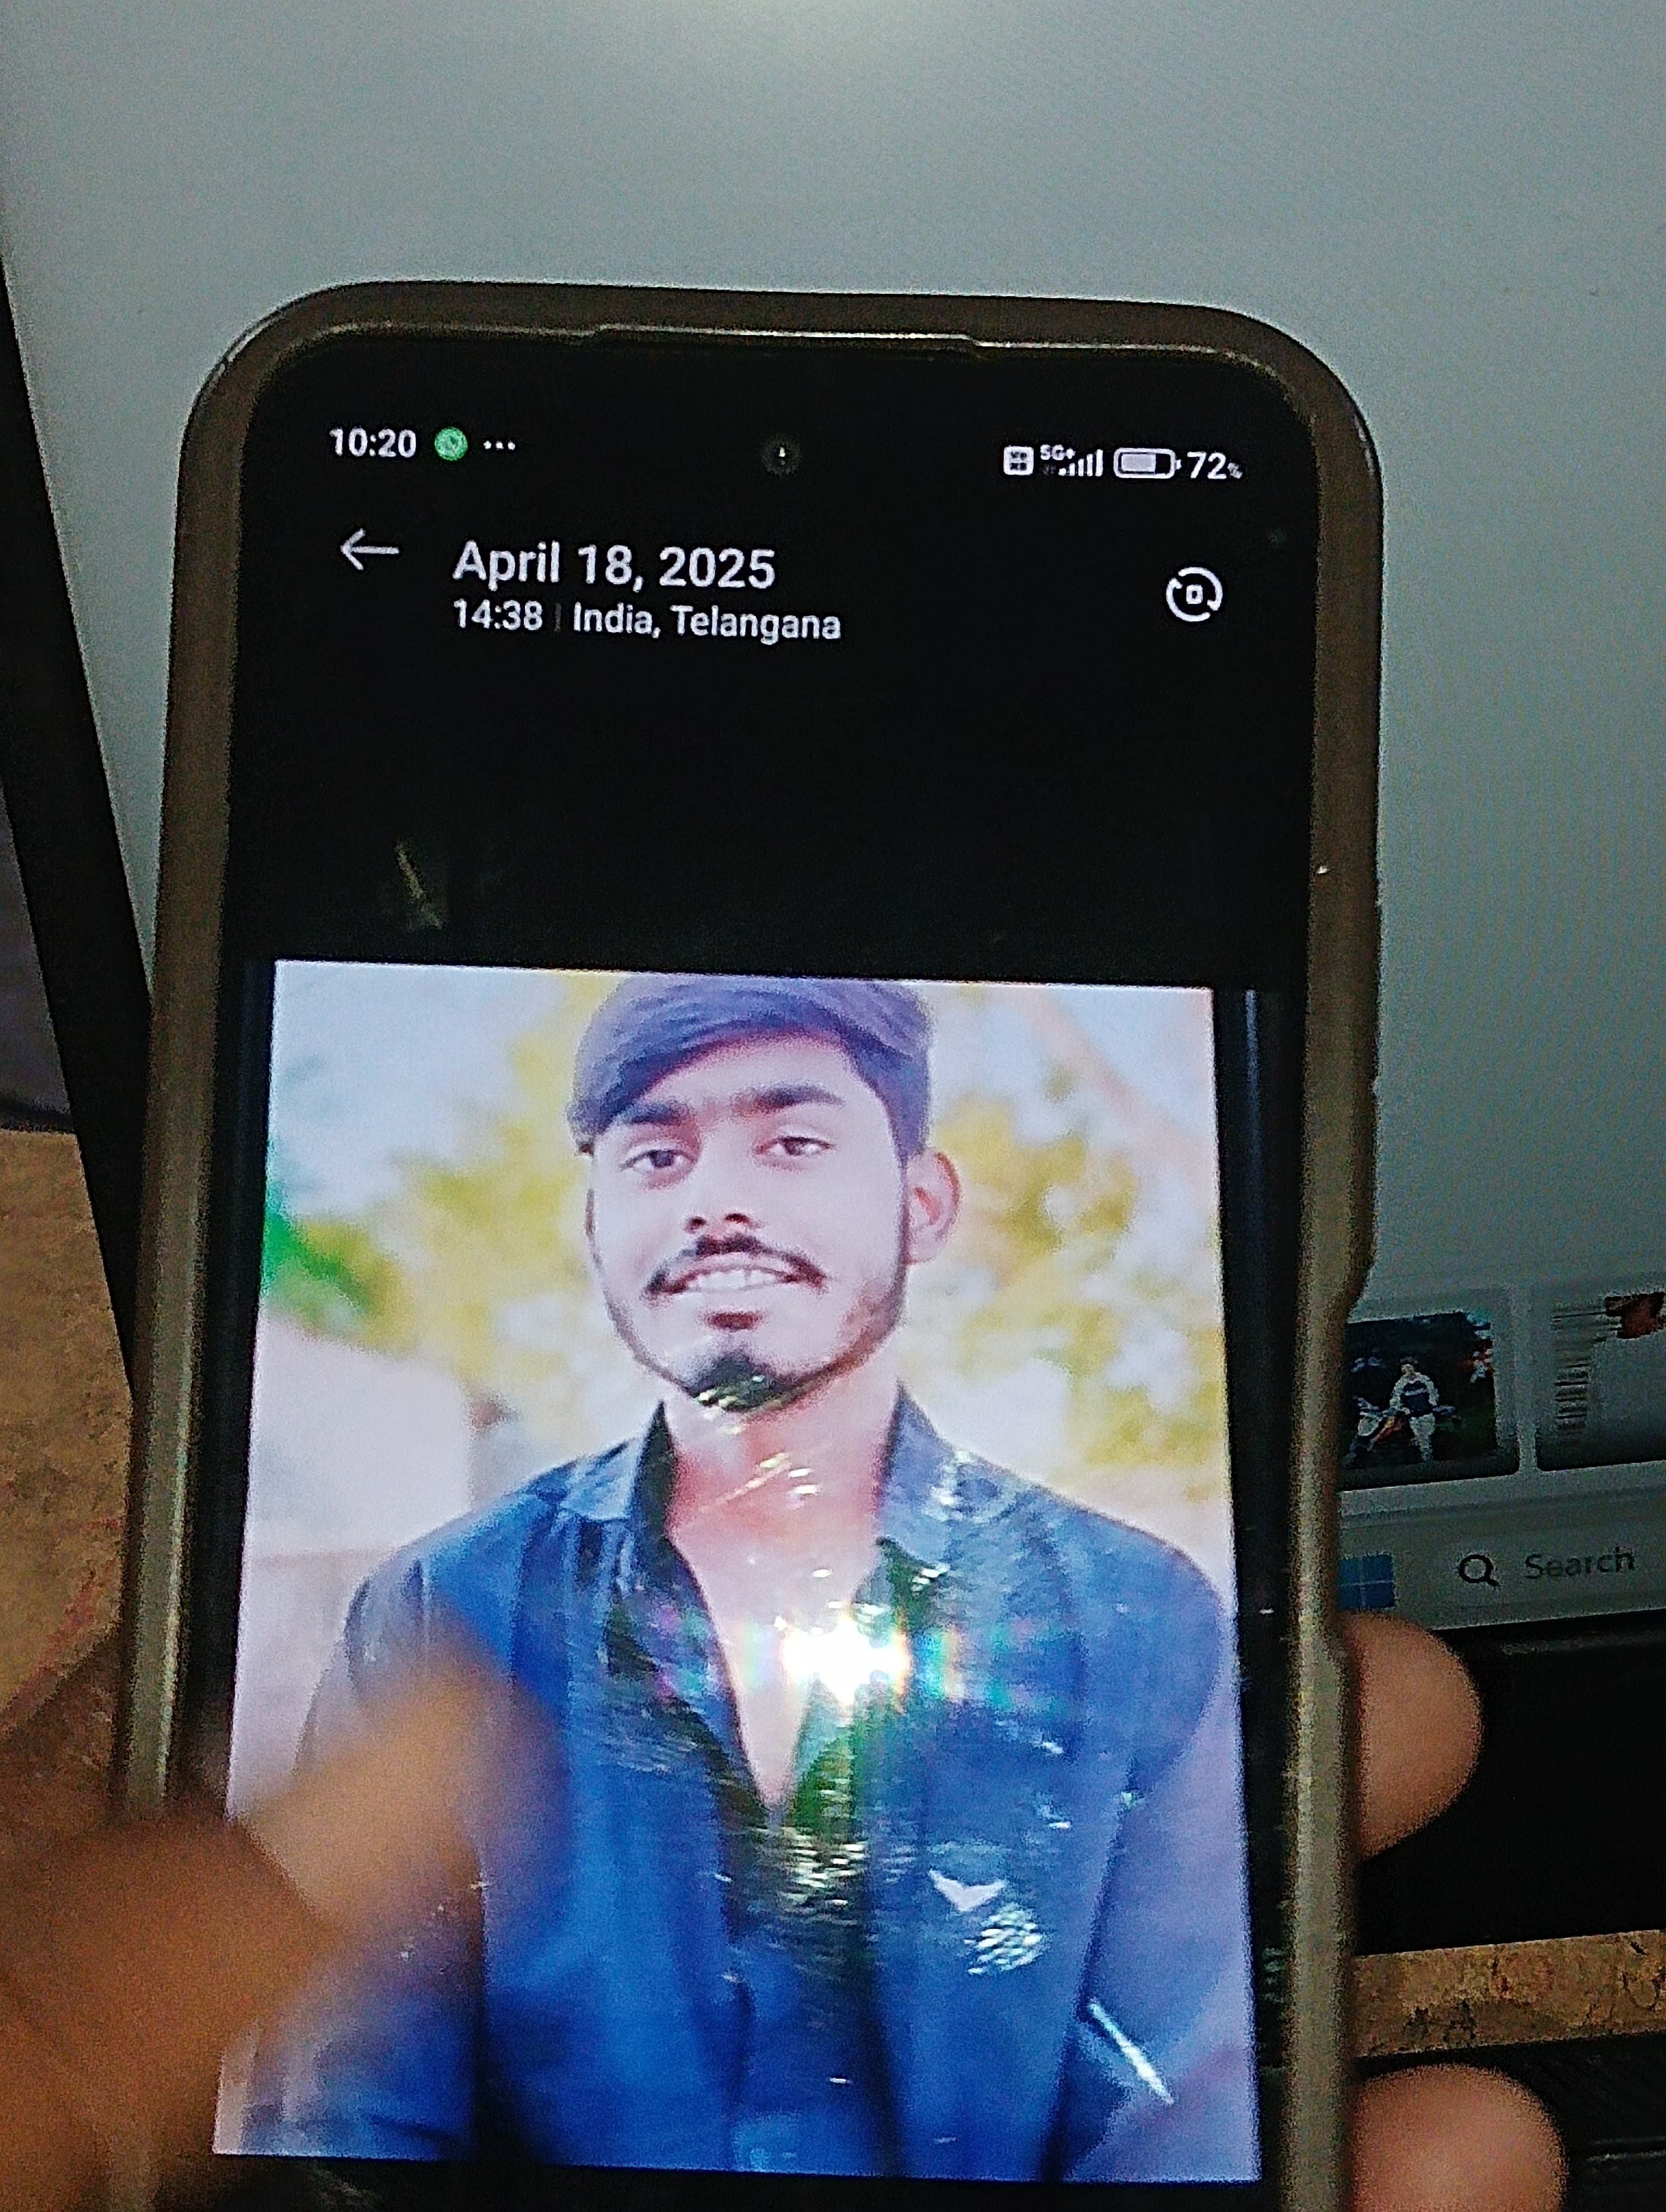 10:20 ...
5G+ 72%
April 18, 2025
14:38 | India, Telangana
Search